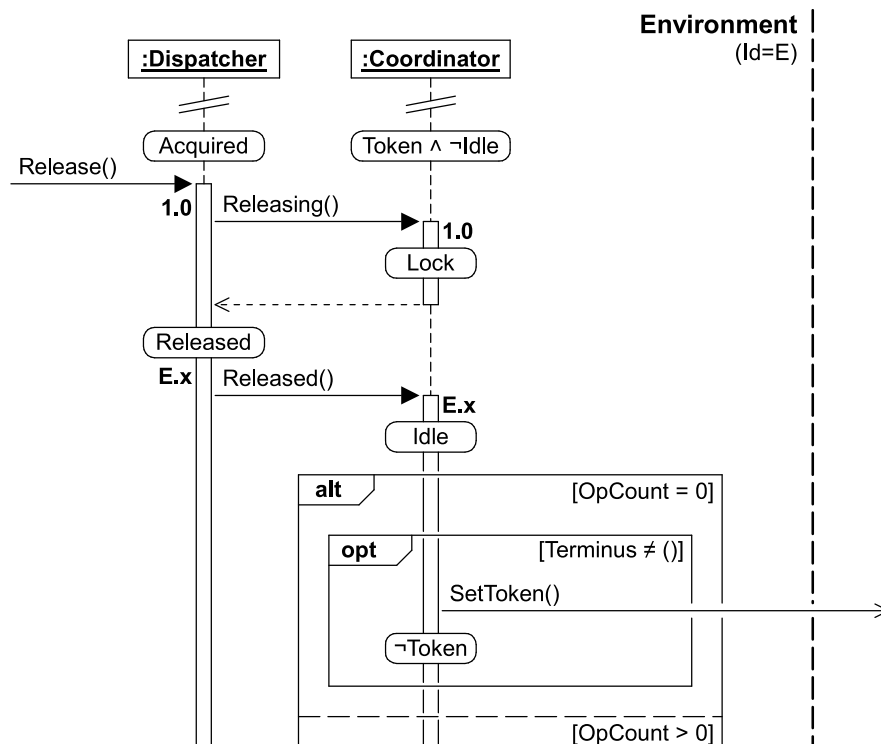 Environment
(Id=E)
:Dispatcher
:Coordinator
Acquired
Token ∧ ¬Idle
Release()
1.0
Releasing()
1.0
Lock
Released
E.x
Released()
E.x
Idle
alt
[OpCount = 0]
opt
[Terminus ≠ ()]
SetToken()
¬Token
[OpCount > 0]